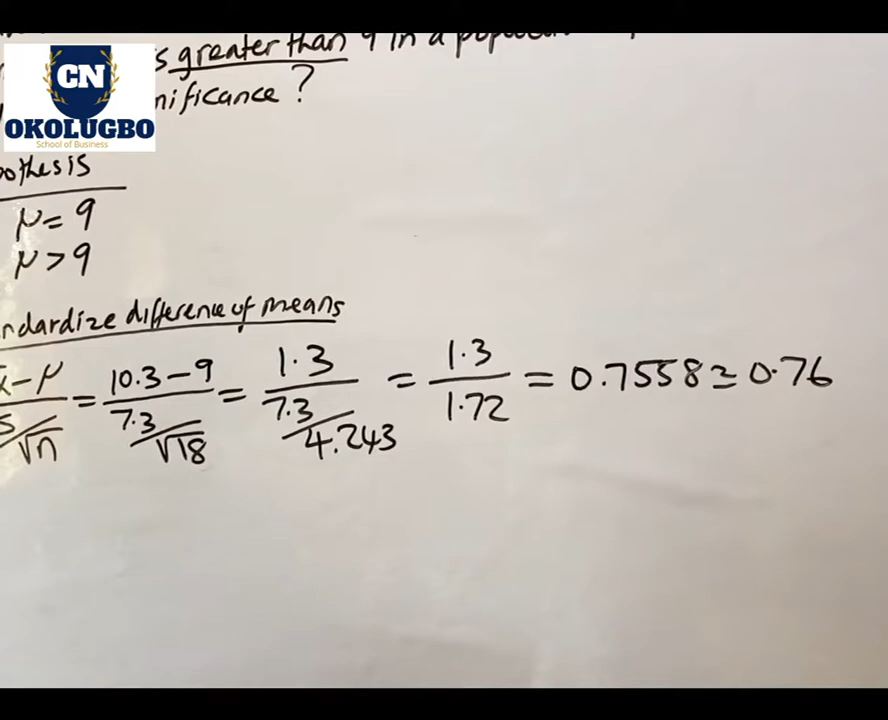 s greater than 9 in a
nificance ?
CN
OKOLUGBO
School of Business
othesis
μ = 9
μ > 9
ndardize difference of means
x̄ - μ / S/√n = 10.3 - 9 / 7.3/√18 = 1.3 / 7.3/4.243 = 1.3 / 1.72 = 0.7558 ≃ 0.76